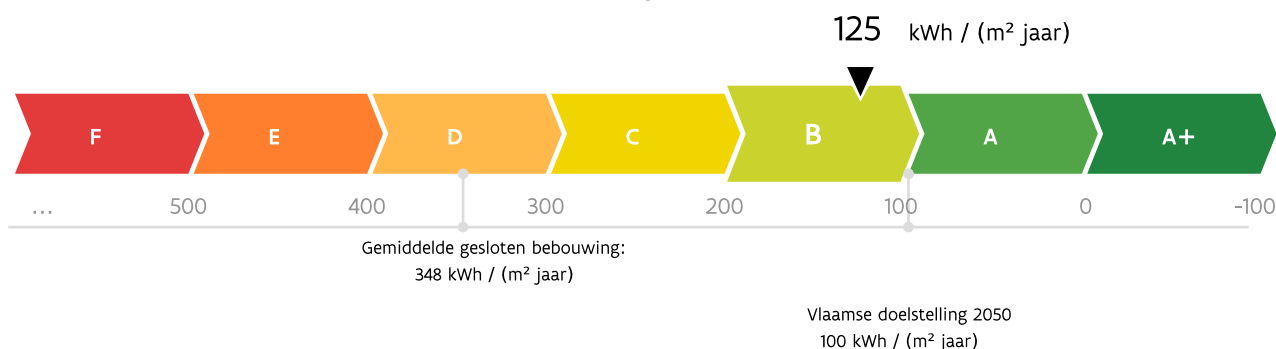 125 kWh / (m² jaar)
F E D C B A A+
... 500 400 300 200 100 0 -100
Gemiddelde gesloten bebouwing:
348 kWh / (m² jaar)
Vlaamse doelstelling 2050
100 kWh / (m² jaar)